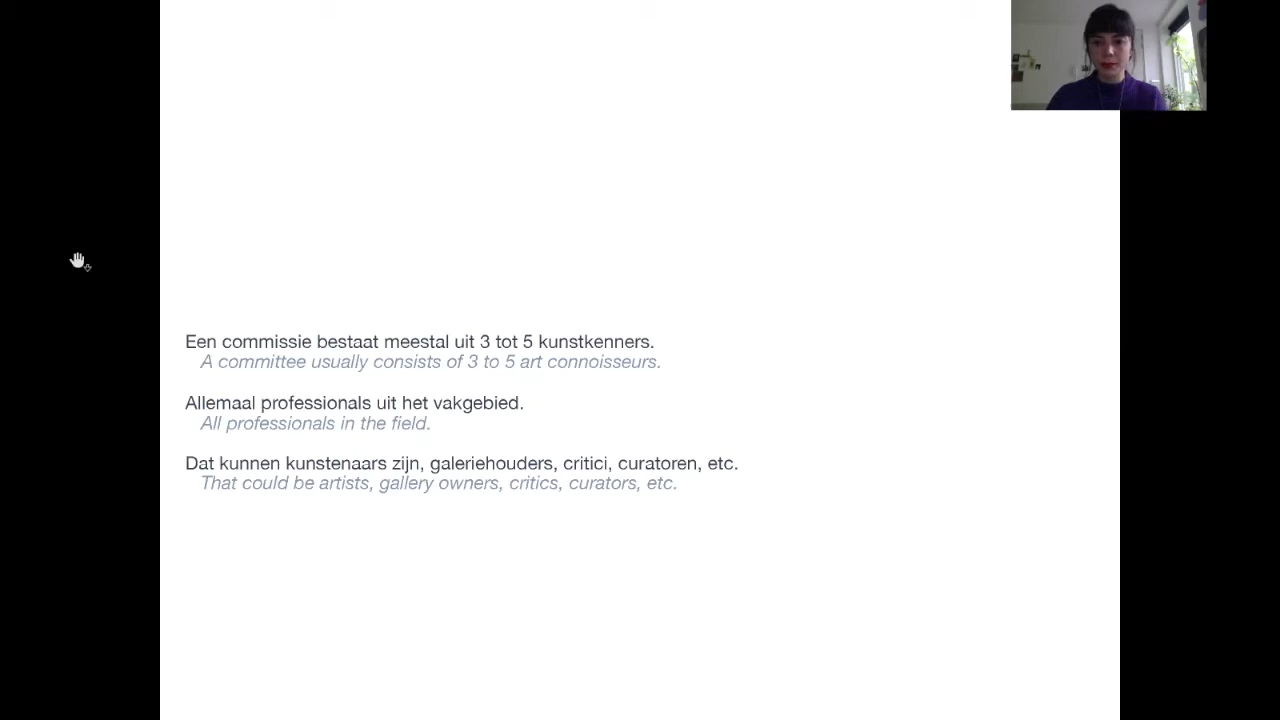 Een commissie bestaat meestal uit 3 tot 5 kunstkenners.
A committee usually consists of 3 to 5 art connoisseurs.
Allemaal professionals uit het vakgebied.
All professionals in the field.
Dat kunnen kunstenaars zijn, galeriehouders, critici, curatoren, etc.
That could be artists, gallery owners, critics, curators, etc.